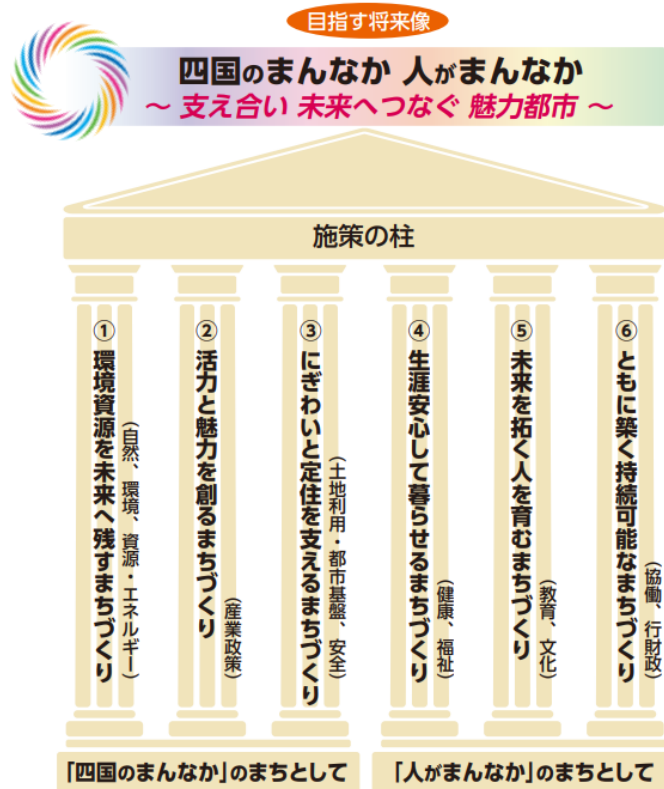 目指す将来像
四国のまんなか 人がまんなか
～ 支え合い 未来へつなぐ 魅力都市 ～
施策の柱
① 環境資源を未来へ残すまちづくり
（自然、環境、資源・エネルギー）
② 活力と魅力を創るまちづくり
（産業政策）
③ にぎわいと定住を支えるまちづくり
（土地利用・都市基盤、安全）
④ 生涯安心して暮らせるまちづくり
（健康、福祉）
⑤ 未来を拓く人を育むまちづくり
（教育、文化）
⑥ ともに築く持続可能なまちづくり
（協働、行財政）
「四国のまんなか」のまちとして
「人がまんなか」のまちとして